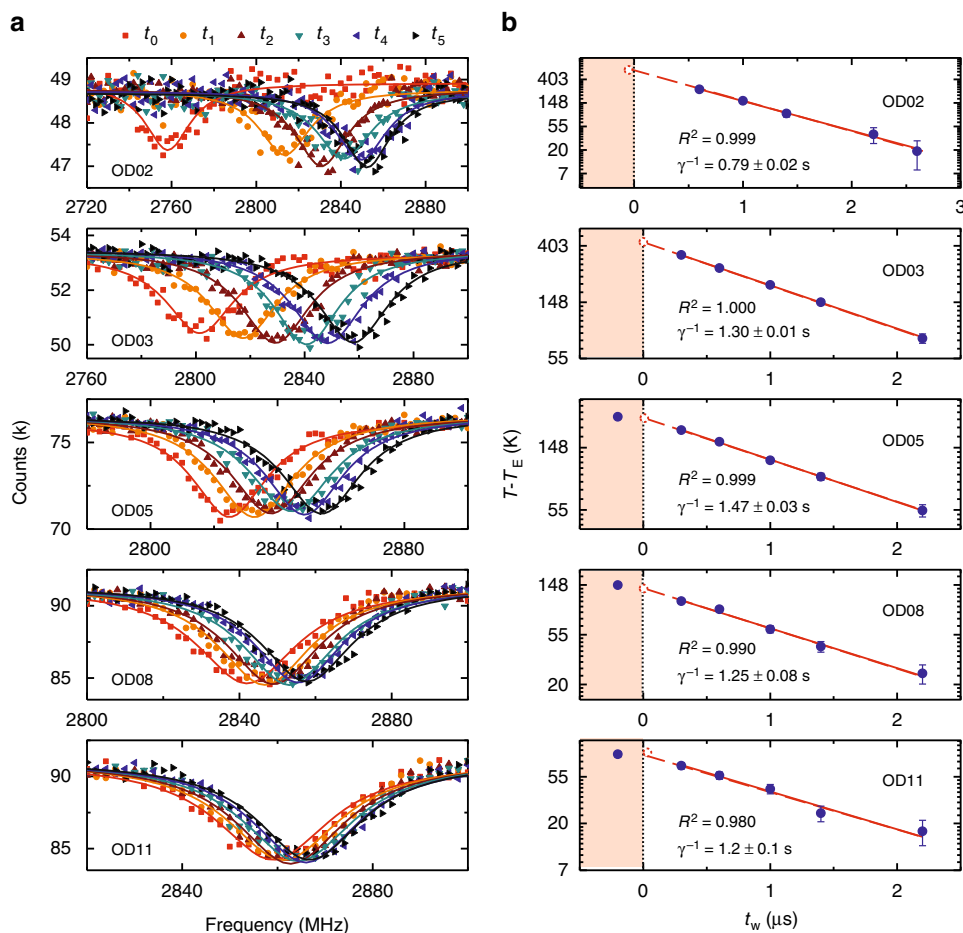 a
t0 t1 t2 t3 t4 t5
49
48
47
OD02
2720 2760 2800 2840 2880
54
52
50
OD03
2760 2800 2840 2880
75
70
OD05
2800 2840 2880
90
85
OD08
2800 2840 2880
90
85
OD11
2840 2880
Counts (k)
Frequency (MHz)
b
403
148
55
20
7
OD02
R² = 0.999
γ⁻¹ = 0.79 ± 0.02 s
0 1 2 3
403
148
55
OD03
R² = 1.000
γ⁻¹ = 1.30 ± 0.01 s
0 1 2
148
55
OD05
R² = 0.999
γ⁻¹ = 1.47 ± 0.03 s
0 1 2
148
55
20
OD08
R² = 0.990
γ⁻¹ = 1.25 ± 0.08 s
0 1 2
55
20
7
OD11
R² = 0.980
γ⁻¹ = 1.2 ± 0.1 s
0 1 2
T- TE (K)
tw (μs)